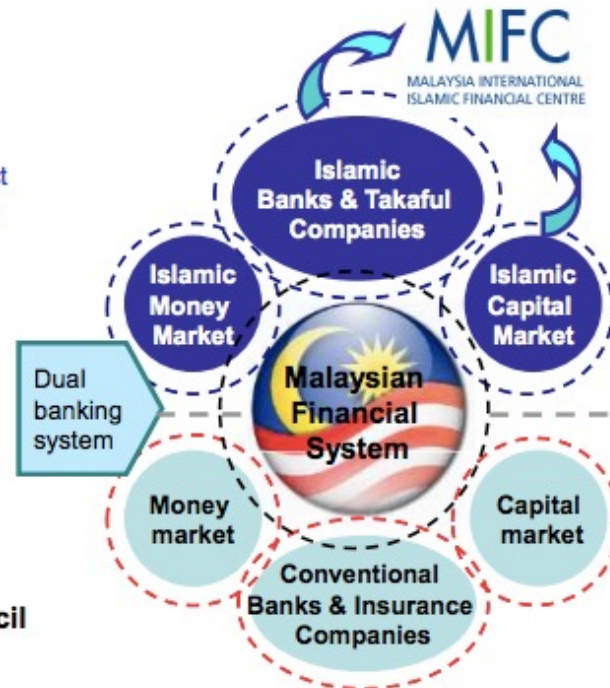 MIFC
MALAYSIA INTERNATIONAL
ISLAMIC FINANCIAL CENTRE
Islamic
Banks & Takaful
Companies
Islamic
Money
Market
Islamic
Capital
Market
Dual
banking
system
Malaysian
Financial
System
Money
market
Capital
market
Conventional
Banks & Insurance
Companies